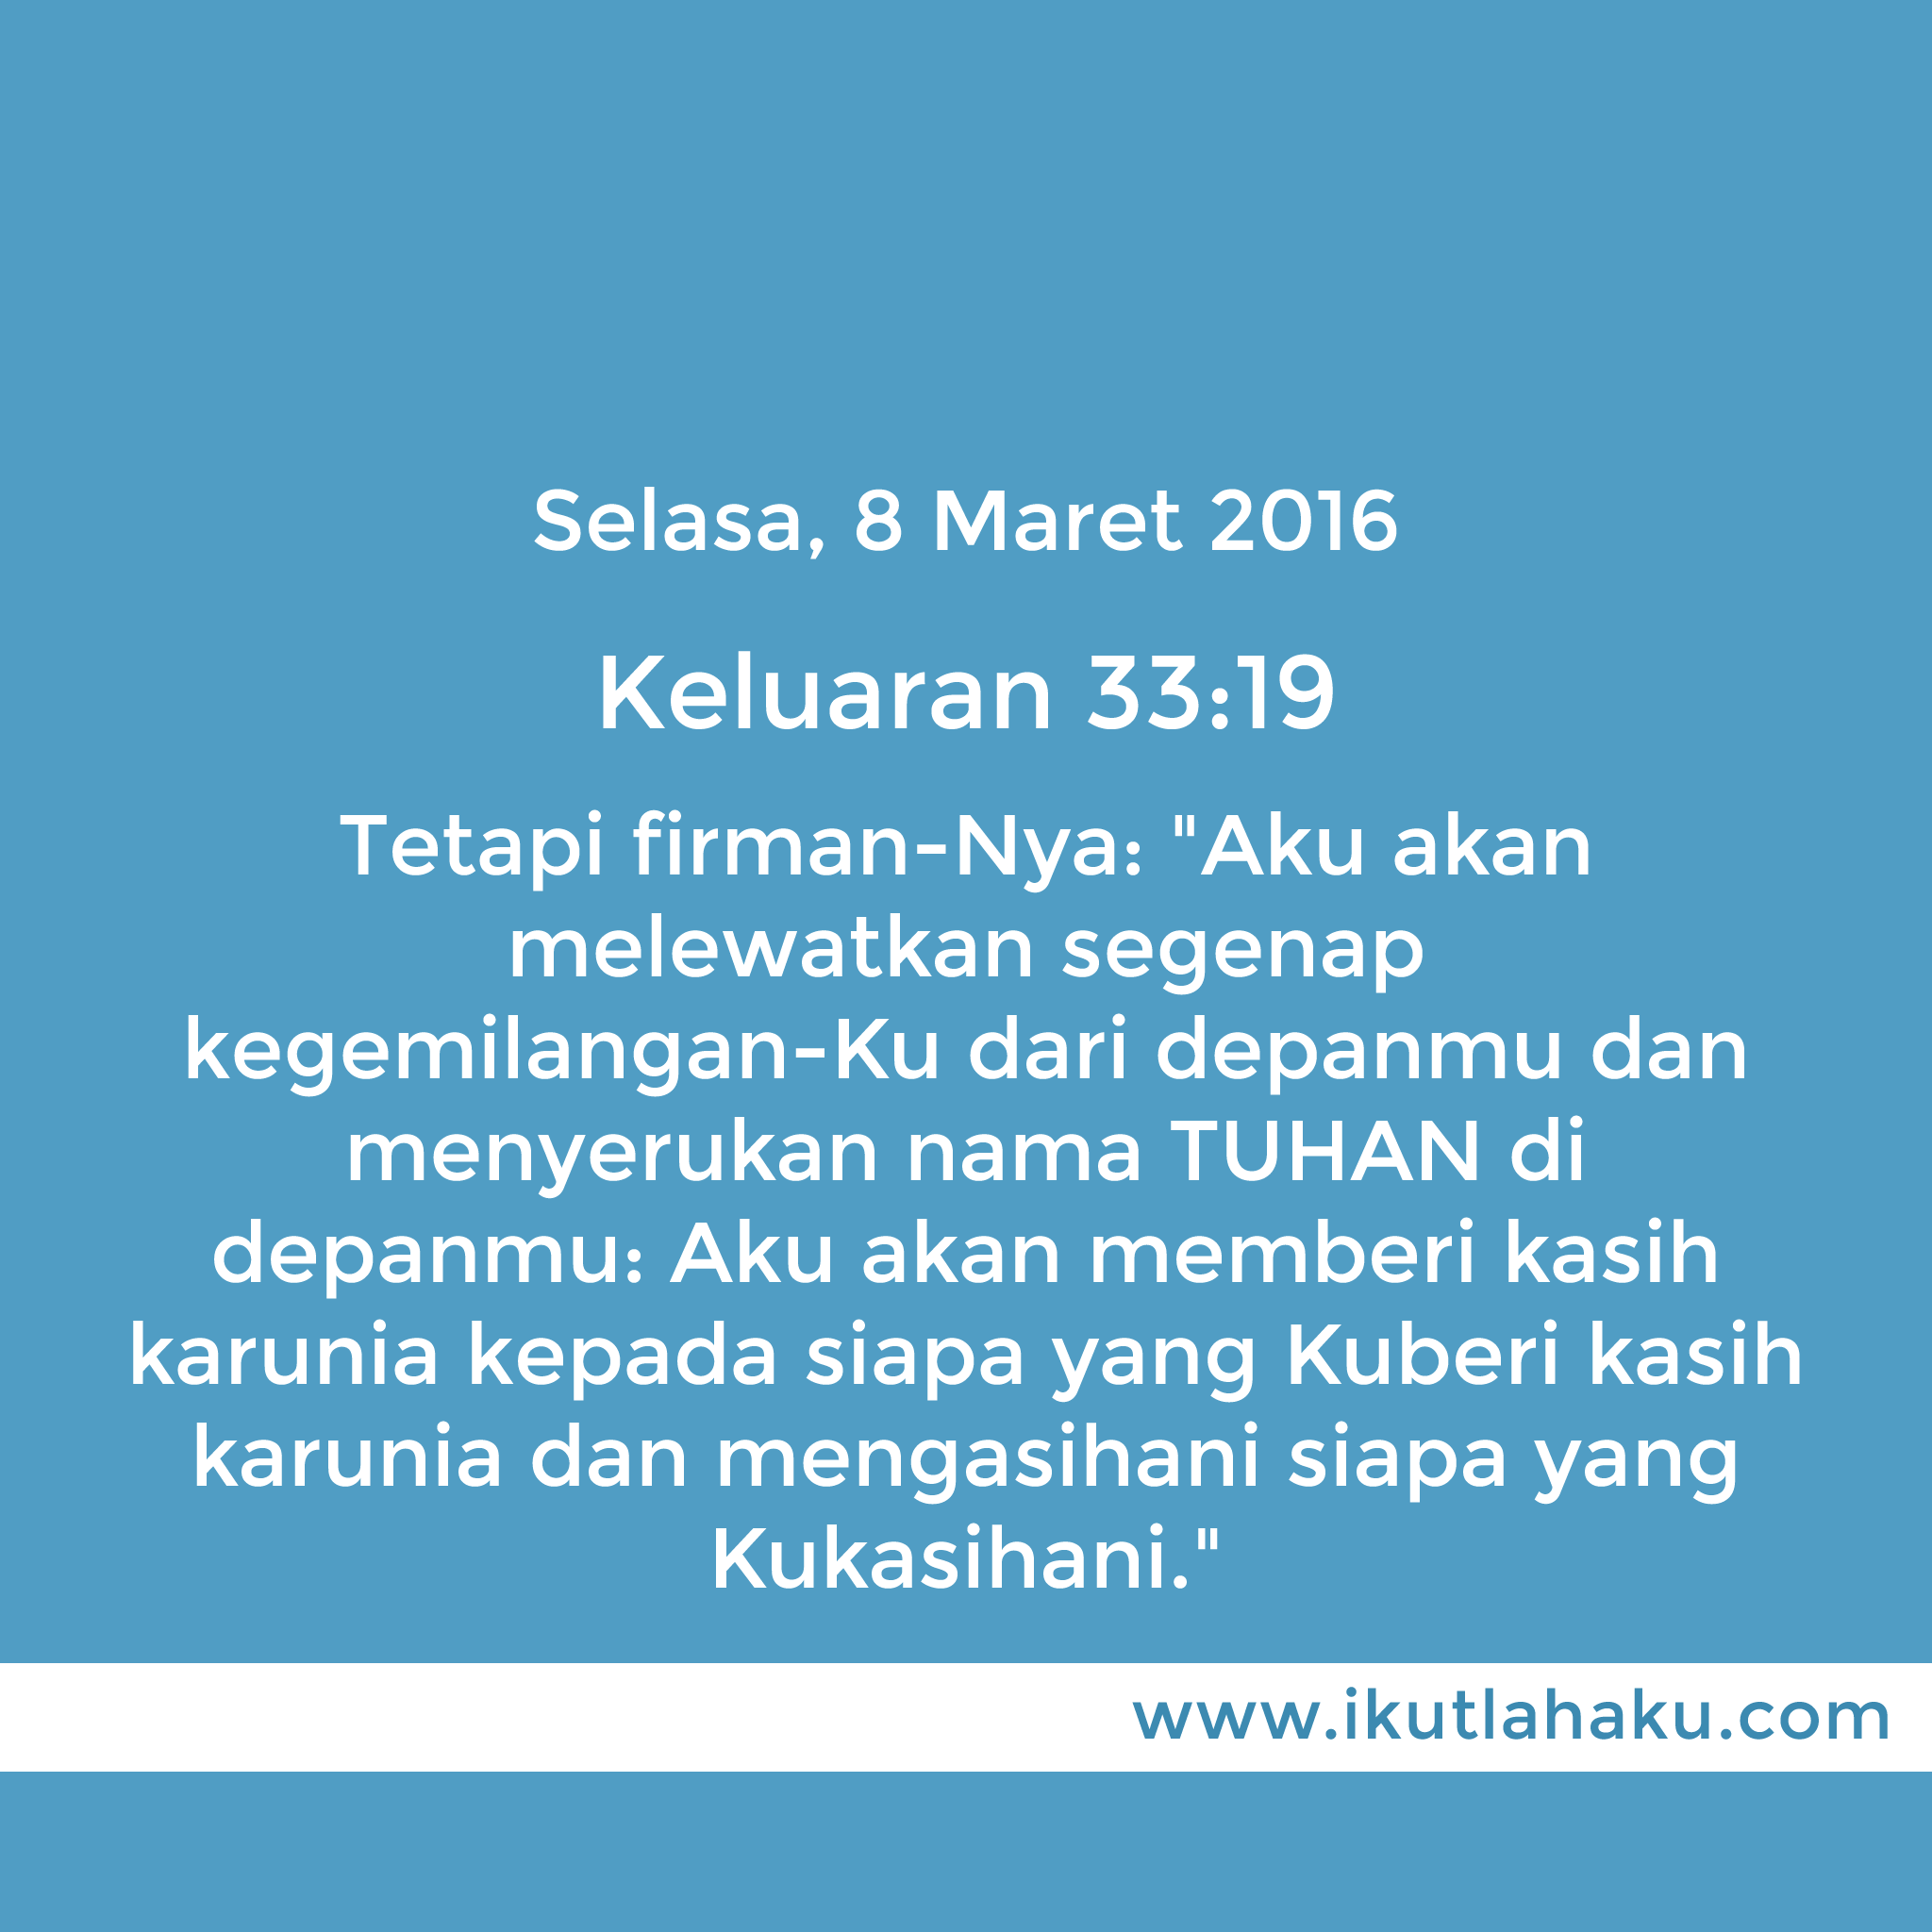 Selasa, 8 Maret 2016
Keluaran 33:19
Tetapi firman-Nya: "Aku akan
melewatkan segenap
kegemilangan-Ku dari depanmu dan
menyerukan nama TUHAN di
depanmu: Aku akan memberi kasih
karunia kepada siapa yang Kuberi kasih
karunia dan mengasihani siapa yang
Kukasihani."
www.ikutlahaku.com